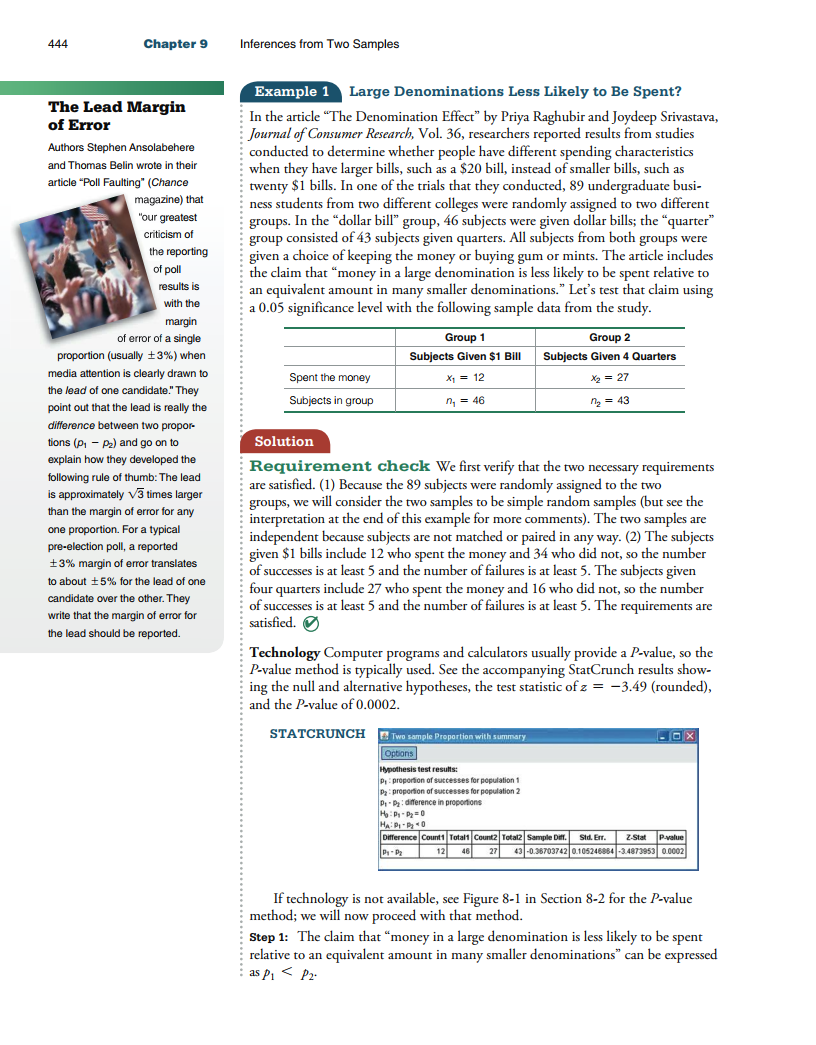 444 Chapter 9 Inferences from Two Samples
The Lead Margin
of Error
Authors Stephen Ansolabehere
and Thomas Belin wrote in their
article “Poll Faulting” (Chance
magazine) that
“our greatest
criticism of
the reporting
of poll
results is
with the
margin
of error of a single
proportion (usually ±3%) when
media attention is clearly drawn to
the lead of one candidate.” They
point out that the lead is really the
difference between two propor-
tions (p₁ − p₂) and go on to
explain how they developed the
following rule of thumb: The lead
is approximately √3 times larger
than the margin of error for any
one proportion. For a typical
pre-election poll, a reported
±3% margin of error translates
to about ±5% for the lead of one
candidate over the other. They
write that the margin of error for
the lead should be reported.
Example 1 Large Denominations Less Likely to Be Spent?
In the article “The Denomination Effect” by Priya Raghubir and Joydeep Srivastava,
Journal of Consumer Research, Vol. 36, researchers reported results from studies
conducted to determine whether people have different spending characteristics
when they have larger bills, such as a $20 bill, instead of smaller bills, such as
twenty $1 bills. In one of the trials that they conducted, 89 undergraduate busi-
ness students from two different colleges were randomly assigned to two different
groups. In the “dollar bill” group, 46 subjects were given dollar bills; the “quarter”
group consisted of 43 subjects given quarters. All subjects from both groups were
given a choice of keeping the money or buying gum or mints. The article includes
the claim that “money in a large denomination is less likely to be spent relative to
an equivalent amount in many smaller denominations.” Let’s test that claim using
a 0.05 significance level with the following sample data from the study.
Group 1 Group 2
Subjects Given $1 Bill Subjects Given 4 Quarters
Spent the money x₁ = 12 x₂ = 27
Subjects in group n₁ = 46 n₂ = 43
Solution
Requirement check We first verify that the two necessary requirements
are satisfied. (1) Because the 89 subjects were randomly assigned to the two
groups, we will consider the two samples to be simple random samples (but see the
interpretation at the end of this example for more comments). The two samples are
independent because subjects are not matched or paired in any way. (2) The subjects
given $1 bills include 12 who spent the money and 34 who did not, so the number
of successes is at least 5 and the number of failures is at least 5. The subjects given
four quarters include 27 who spent the money and 16 who did not, so the number
of successes is at least 5 and the number of failures is at least 5. The requirements are
satisfied.
Technology Computer programs and calculators usually provide a P-value, so the
P-value method is typically used. See the accompanying StatCrunch results show-
ing the null and alternative hypotheses, the test statistic of z = −3.49 (rounded),
and the P-value of 0.0002.
STATCRUNCH
Two sample Proportion with summary
Options
Hypothesis test results:
p₁ : proportion of successes for population 1
p₂ : proportion of successes for population 2
p₁ - p₂ : difference in proportions
H₀ : p₁ - p₂ = 0
H_A : p₁ - p₂ < 0
Difference Count1 Total1 Count2 Total2 Sample Diff. Std. Err. Z-Stat P-value
p₁ - p₂ 12 46 27 43 -0.36703742 0.105246864 -3.4873953 0.0002
If technology is not available, see Figure 8-1 in Section 8-2 for the P-value
method; we will now proceed with that method.
Step 1: The claim that “money in a large denomination is less likely to be spent
relative to an equivalent amount in many smaller denominations” can be expressed
as p₁ < p₂.